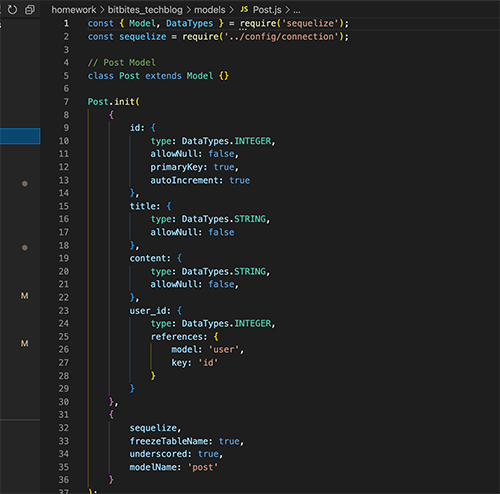 homework > bitbites_techblog > models > JS Post.js > ...
1 const { Model, DataTypes } = require('sequelize');
2 const sequelize = require('../config/connection');
3
4 // Post Model
5 class Post extends Model {}
6
7 Post.init(
8 {
9 id: {
10 type: DataTypes.INTEGER,
11 allowNull: false,
12 primaryKey: true,
13 autoIncrement: true
14 },
15 title: {
16 type: DataTypes.STRING,
17 allowNull: false
18 },
19 content: {
20 type: DataTypes.STRING,
21 allowNull: false,
22 },
23 user_id: {
24 type: DataTypes.INTEGER,
25 references: {
26 model: 'user',
27 key: 'id'
28 }
29 }
30 },
31 {
32 sequelize,
33 freezeTableName: true,
34 underscored: true,
35 modelName: 'post'
36 }
37 );
M
M